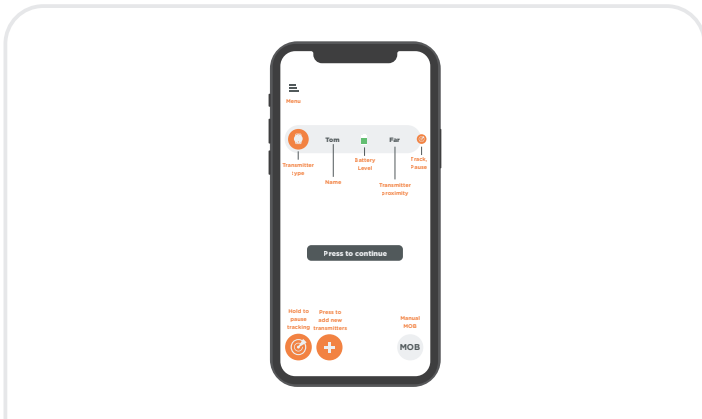 Menu
Tom
Far
Transmitter
Type
Name
Battery
Level
Transmitter
proximity
Track,
Pause
Press to continue
Hold to
pause
tracking
Press to
add new
transmitters
Manuel
MOB
MOB